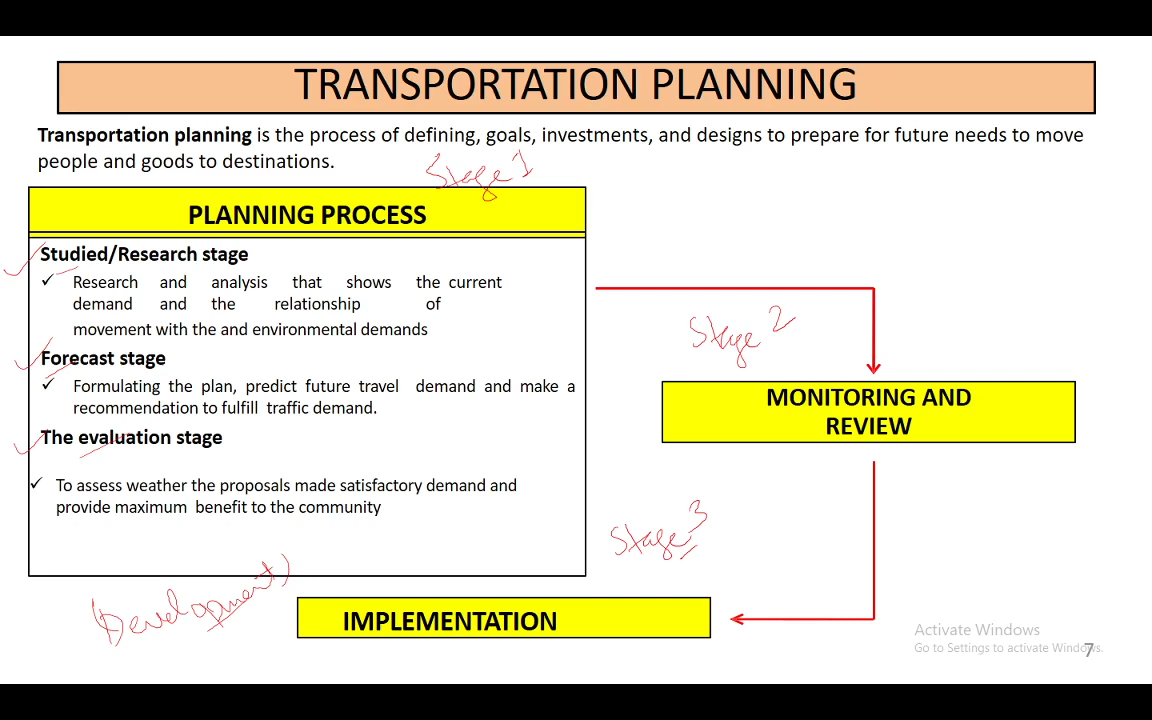 TRANSPORTATION PLANNING
Transportation planning is the process of defining, goals, investments, and designs to prepare for future needs to move
people and goods to destinations.
Stage 1
PLANNING PROCESS
Studied/Research stage
✓ Research and analysis that shows the current
demand and the relationship of
movement with the and environmental demands
Forecast stage
✓ Formulating the plan, predict future travel demand and make a
recommendation to fulfill traffic demand.
The evaluation stage
✓ To assess weather the proposals made satisfactory demand and
provide maximum benefit to the community
Stage 2
MONITORING AND
REVIEW
Stage 3
(Development)
IMPLEMENTATION
Activate Windows
Go to Settings to activate Windows.
7